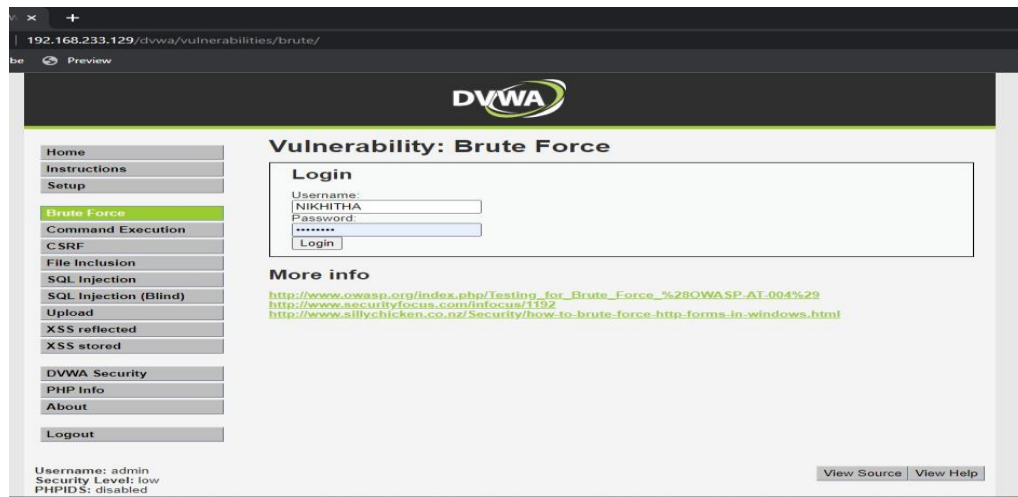 192.168.233.129/dvwa/vulnerabilities/brute/
be Preview
DVWA
Home
Instructions
Setup
Brute Force
Command Execution
CSRF
File Inclusion
SQL Injection
SQL Injection (Blind)
Upload
XSS reflected
XSS stored
DVWA Security
PHP Info
About
Logout
Username: admin
Security Level: low
PHPIDS: disabled
Vulnerability: Brute Force
Login
Username:
NIKHITHA
Password:
••••••••
Login
More info
http://www.owasp.org/index.php/Testing_for_Brute_Force_%28OWASP-AT-004%29
http://www.securityfocus.com/infocus/1192
http://www.sillychicken.co.nz/Security/how-to-brute-force-http-forms-in-windows.html
View Source View Help